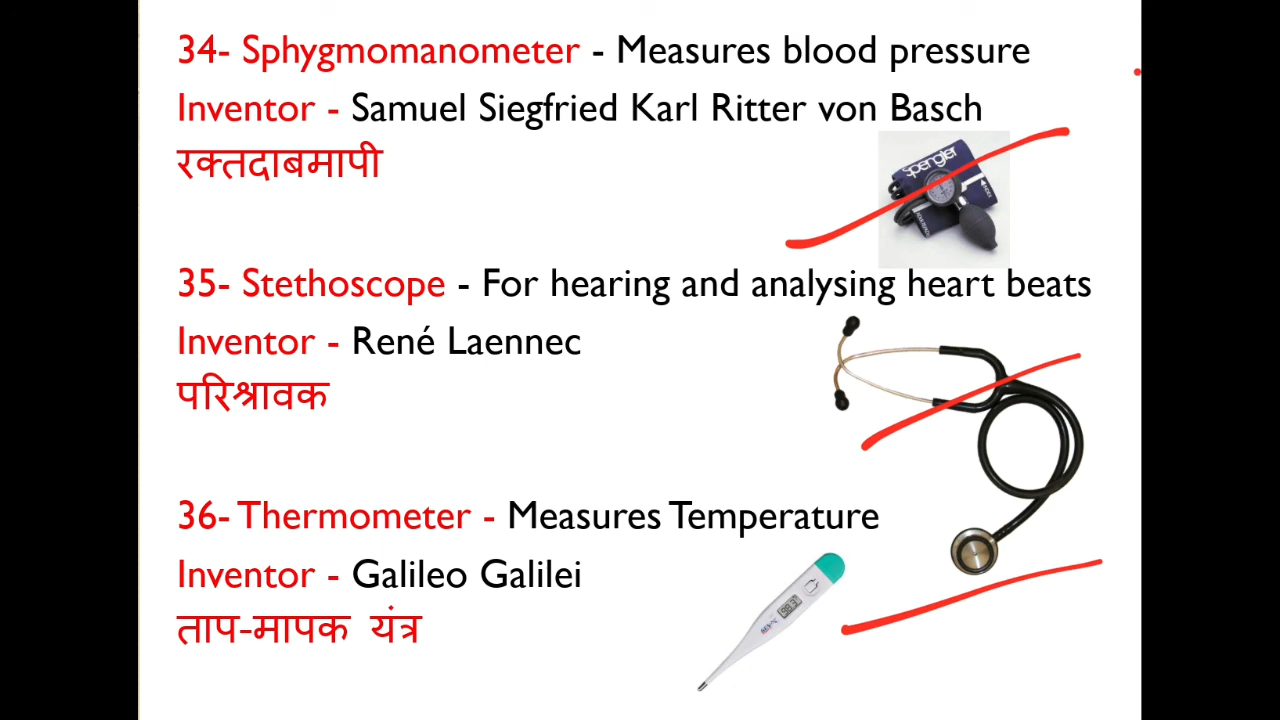 34- Sphygmomanometer - Measures blood pressure
Inventor - Samuel Siegfried Karl Ritter von Basch
रक्तदाबमापी
spengler
35- Stethoscope - For hearing and analysing heart beats
Inventor - René Laennec
परिश्रावक
36- Thermometer - Measures Temperature
Inventor - Galileo Galilei
ताप-मापक यंत्र